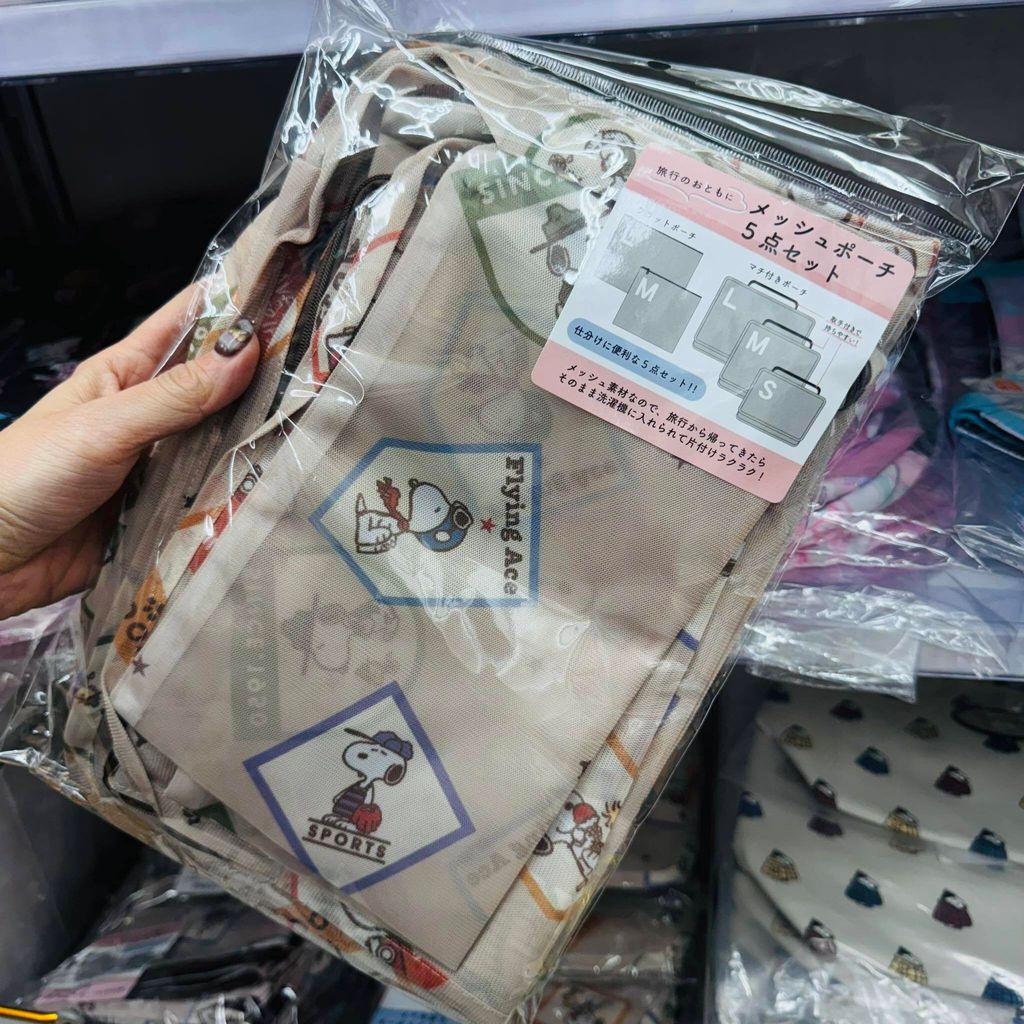 旅行のおともに
メッシュポーチ
5点セット
フラットポーチ
L
M
マチ付きポーチ
L
M
S
取手付きで
持ちやすい!
仕分けに便利な5点セット!!
メッシュ素材なので、旅行から帰ってきたら
そのまま洗濯機に入れられて片付けラクラク!
SINCE
Flying Ace
SINCE 1950
SPORTS